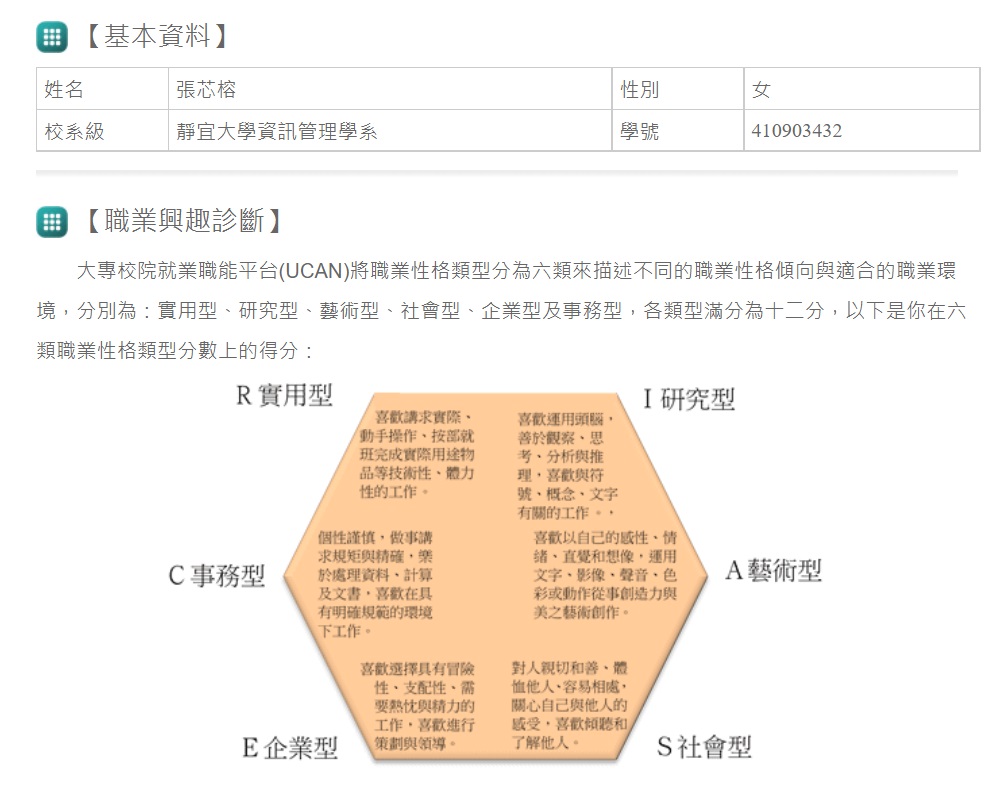 【基本資料】
姓名 張芯榕 性別 女
校系級 靜宜大學資訊管理學系 學號 410903432
【職業興趣診斷】
大專校院就業職能平台(UCAN)將職業性格類型分為六類來描述不同的職業性格傾向與適合的職業環
境，分別為：實用型、研究型、藝術型、社會型、企業型及事務型，各類型滿分為十二分，以下是你在六
類職業性格類型分數上的得分：
R 實用型
喜歡講求實際、
動手操作、按部就
班完成實際用途物
品等技術性、體力
性的工作。
I 研究型
喜歡運用頭腦，
善於觀察、思
考、分析與推
理，喜歡與符
號、概念、文字
有關的工作。，
C 事務型
個性謹慎，做事講
求規矩與精確，樂
於處理資料、計算
及文書，喜歡在具
有明確規範的環境
下工作。
喜歡以自己的感性、情
緒、直覺和想像，運用
文字、影像、聲音、色
彩或動作從事創造力與
美之藝術創作。
A 藝術型
E 企業型
喜歡選擇具有冒險
性、支配性、需
要熱忱與精力的
工作，喜歡進行
策劃與領導。
對人親切和善、體
恤他人、容易相處，
關心自己與他人的
感受，喜歡傾聽和
了解他人。
S 社會型